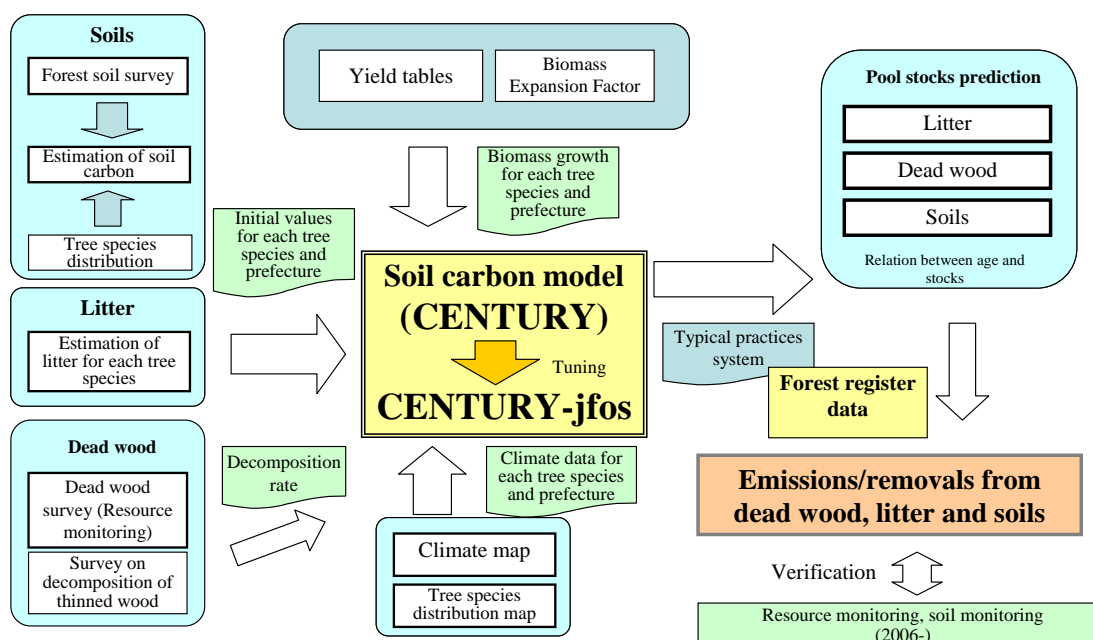 Soils
Forest soil survey
Estimation of soil
carbon
Tree species
distribution
Litter
Estimation of
litter for each tree
species
Dead wood
Dead wood
survey (Resource
monitoring)
Survey on
decomposition of
thinned wood
Yield tables
Biomass
Expansion Factor
Biomass growth
for each tree
species and
prefecture
Initial values
for each tree
species and
prefecture
Decomposition
rate
Soil carbon model
(CENTURY)
Tuning
CENTURY-jfos
Climate data for
each tree species
and prefecture
Climate map
Tree species
distribution map
Pool stocks prediction
Litter
Dead wood
Soils
Relation between age and
stocks
Typical practices
system
Forest register
data
Emissions/removals from
dead wood, litter and soils
Verification
Resource monitoring, soil monitoring
(2006-)